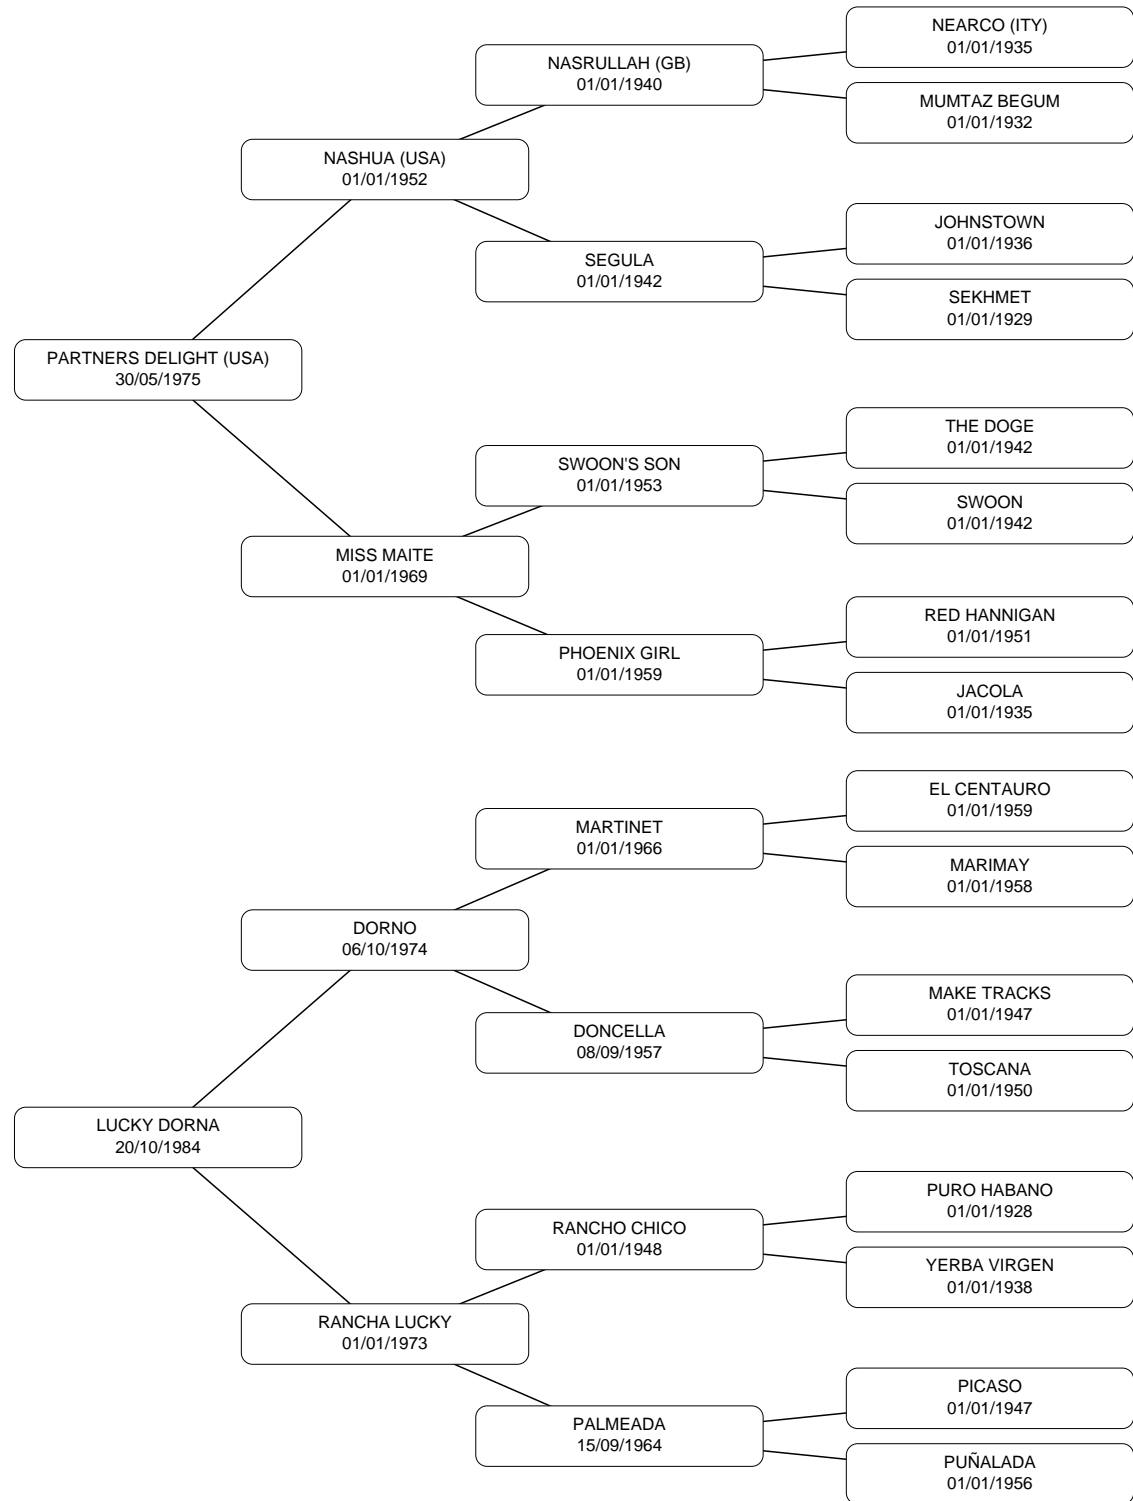 NEARCO (ITY)
01/01/1935
NASRULLAH (GB)
01/01/1940
MUMTAZ BEGUM
01/01/1932
NASHUA (USA)
01/01/1952
JOHNSTOWN
01/01/1936
SEGULA
01/01/1942
SEKHMET
01/01/1929
PARTNERS DELIGHT (USA)
30/05/1975
THE DOGE
01/01/1942
SWOON'S SON
01/01/1953
SWOON
01/01/1942
MISS MAITE
01/01/1969
RED HANNIGAN
01/01/1951
PHOENIX GIRL
01/01/1959
JACOLA
01/01/1935
EL CENTAURO
01/01/1959
MARTINET
01/01/1966
MARIMAY
01/01/1958
DORNO
06/10/1974
MAKE TRACKS
01/01/1947
DONCELLA
08/09/1957
TOSCANA
01/01/1950
LUCKY DORNA
20/10/1984
PURO HABANO
01/01/1928
RANCHO CHICO
01/01/1948
YERBA VIRGEN
01/01/1938
RANCHA LUCKY
01/01/1973
PICASO
01/01/1947
PALMEADA
15/09/1964
PUÑALADA
01/01/1956